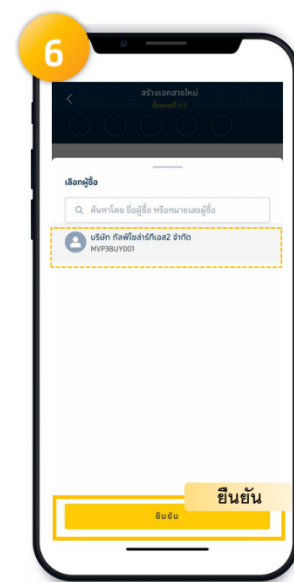 6
สร้างเอกสารใหม่
ขั้นตอนที่ 1/2
เลือกผู้ซื้อ
ค้นหาโดย ชื่อผู้ซื้อ หรือหมายเลขผู้ซื้อ
บริษัท กัลฟ์โซล่าร์ทีเอส2 จำกัด
MVP3BUY001
ยืนยัน
ยืนยัน